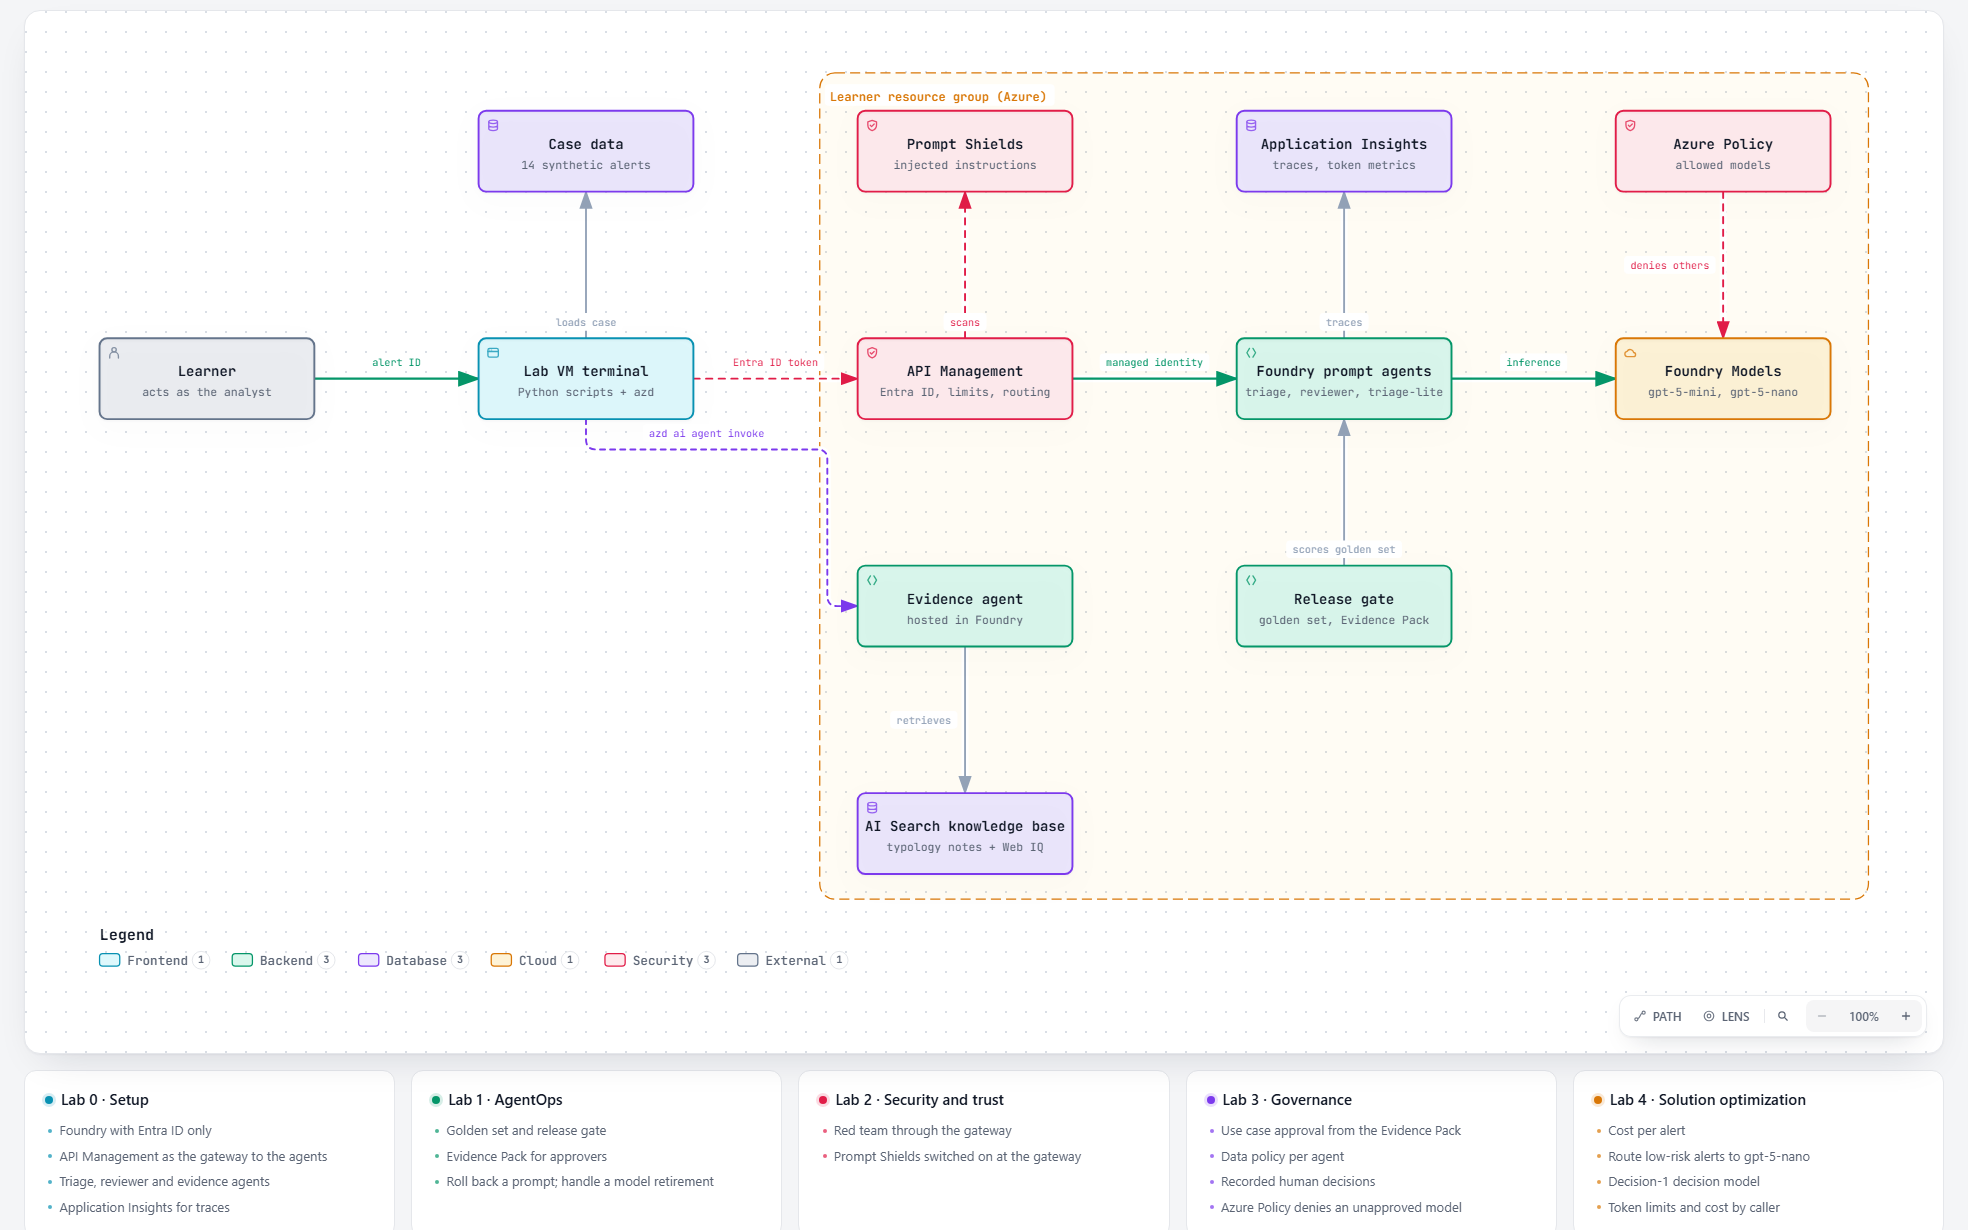 Learner resource group (Azure)
Case data
14 synthetic alerts
Prompt Shields
injected instructions
Application Insights
traces, token metrics
Azure Policy
allowed models
denies others
loads case
scans
traces
Learner
acts as the analyst
alert ID
Lab VM terminal
Python scripts + azd
Entra ID token
API Management
Entra ID, limits, routing
managed identity
Foundry prompt agents
triage, reviewer, triage-lite
inference
Foundry Models
gpt-5-mini, gpt-5-nano
azd ai agent invoke
scores golden set
Evidence agent
hosted in Foundry
Release gate
golden set, Evidence Pack
retrieves
AI Search knowledge base
typology notes + Web IQ
Legend
Frontend 1
Backend 3
Database 3
Cloud 1
Security 3
External 1
PATH
LENS
− 100% +
Lab 0 · Setup
Foundry with Entra ID only
API Management as the gateway to the agents
Triage, reviewer and evidence agents
Application Insights for traces
Lab 1 · AgentOps
Golden set and release gate
Evidence Pack for approvers
Roll back a prompt; handle a model retirement
Lab 2 · Security and trust
Red team through the gateway
Prompt Shields switched on at the gateway
Lab 3 · Governance
Use case approval from the Evidence Pack
Data policy per agent
Recorded human decisions
Azure Policy denies an unapproved model
Lab 4 · Solution optimization
Cost per alert
Route low-risk alerts to gpt-5-nano
Decision-1 decision model
Token limits and cost by caller